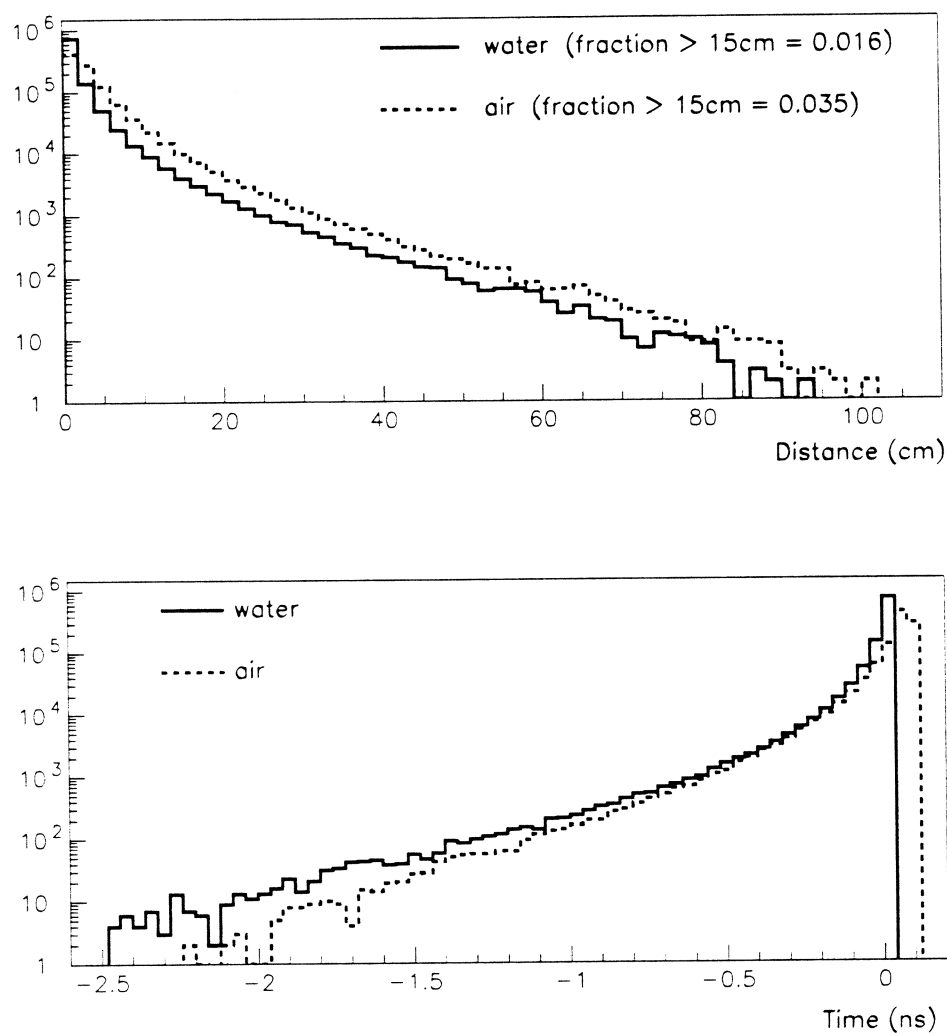 10^6
10^5
10^4
10^3
10^2
10
1
water (fraction > 15cm = 0.016)
air (fraction > 15cm = 0.035)
0 20 40 60 80 100
Distance (cm)
10^6
10^5
10^4
10^3
10^2
10
1
water
air
-2.5 -2 -1.5 -1 -0.5 0
Time (ns)